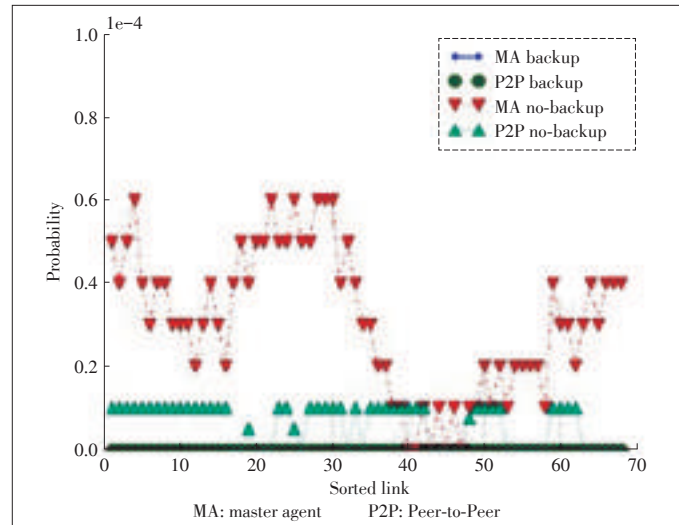 1e-4
1.0
0.8
0.6
0.4
0.2
0.0
Probability
MA backup
P2P backup
MA no-backup
P2P no-backup
0 10 20 30 40 50 60 70
Sorted link
MA: master agent P2P: Peer-to-Peer